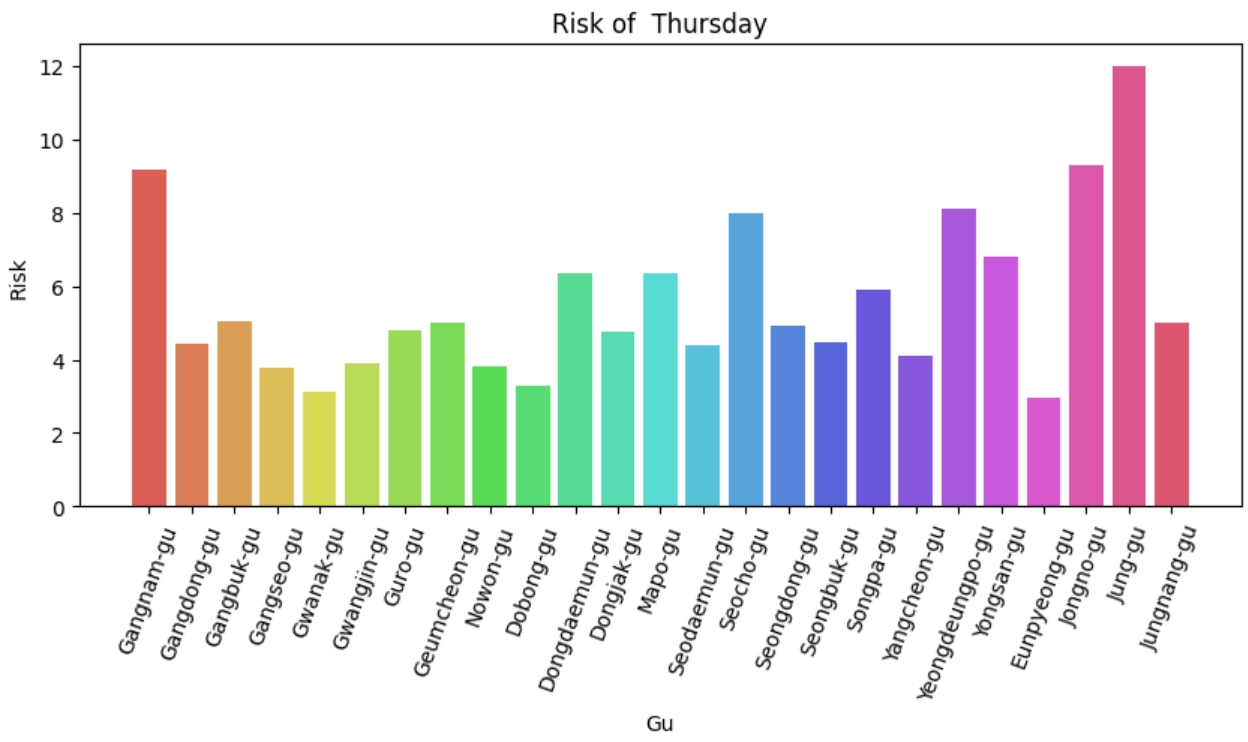 Risk of  Thursday
12
10
8
6
4
2
0
Risk
Gangnam-gu
Gangdong-gu
Gangbuk-gu
Gangseo-gu
Gwanak-gu
Gwangjin-gu
Guro-gu
Geumcheon-gu
Nowon-gu
Dobong-gu
Dongdaemun-gu
Dongjak-gu
Mapo-gu
Seodaemun-gu
Seocho-gu
Seongdong-gu
Seongbuk-gu
Songpa-gu
Yangcheon-gu
Yeongdeungpo-gu
Yongsan-gu
Eunpyeong-gu
Jongno-gu
Jung-gu
Jungnang-gu
Gu